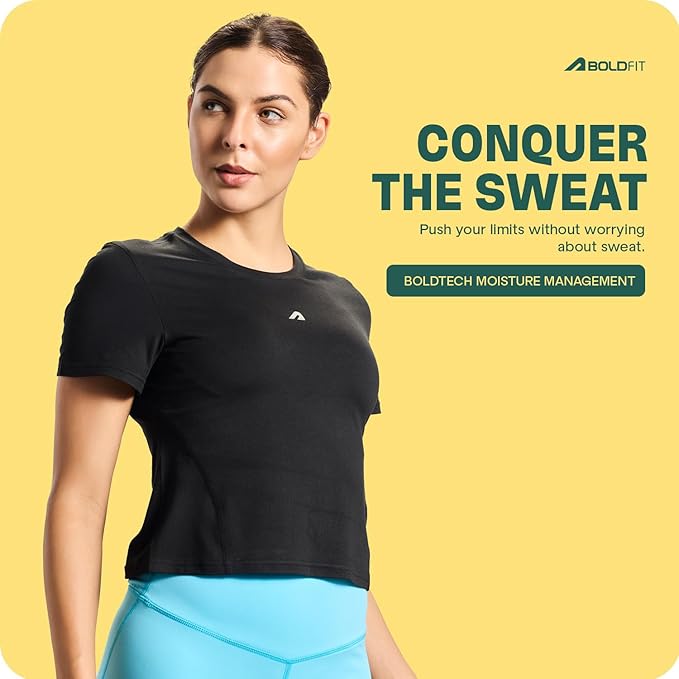 BOLDFIT
CONQUER
THE SWEAT
Push your limits without worrying
about sweat.
BOLDTECH MOISTURE MANAGEMENT